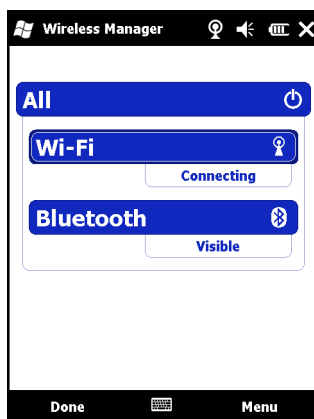 Wireless Manager
All
Wi-Fi
Connecting
Bluetooth
Visible
Done
Menu